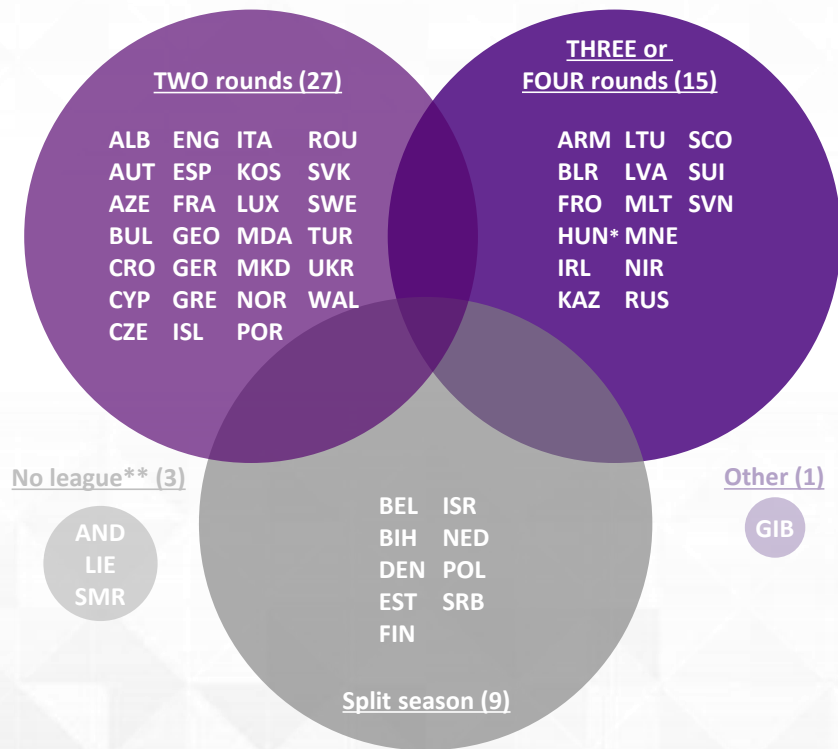 TWO rounds (27)
ALB ENG ITA ROU
AUT ESP KOS SVK
AZE FRA LUX SWE
BUL GEO MDA TUR
CRO GER MKD UKR
CYP GRE NOR WAL
CZE ISL POR
THREE or
FOUR rounds (15)
ARM LTU SCO
BLR LVA SUI
FRO MLT SVN
HUN* MNE
IRL NIR
KAZ RUS
No league** (3)
AND
LIE
SMR
BEL ISR
BIH NED
DEN POL
EST SRB
FIN
Split season (9)
Other (1)
GIB